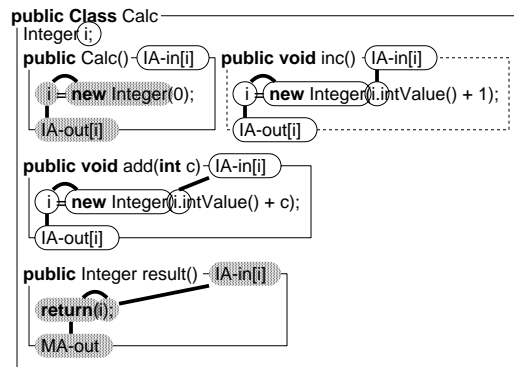 public Class Calc
Integer i;
public Calc() IA-in[i]
i = new Integer(0);
IA-out[i]
public void inc() IA-in[i]
i = new Integer(i.intValue() + 1);
IA-out[i]
public void add(int c) IA-in[i]
i = new Integer(i.intValue() + c);
IA-out[i]
public Integer result() IA-in[i]
return(i);
MA-out